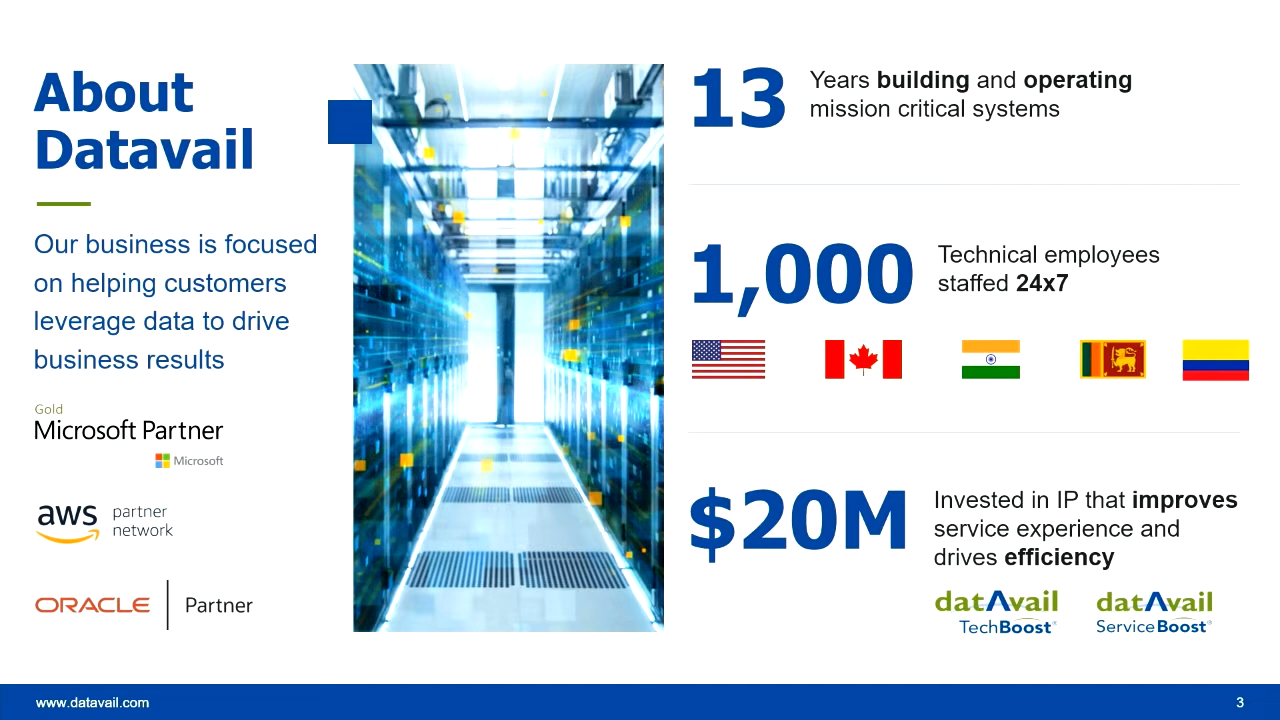 About
Datavail
Our business is focused
on helping customers
leverage data to drive
business results
Gold
Microsoft Partner
Microsoft
aws partner
network
ORACLE | Partner
13 Years building and operating
mission critical systems
1,000 Technical employees
staffed 24x7
$20M Invested in IP that improves
service experience and
drives efficiency
datAvail
TechBoost®
datAvail
ServiceBoost®
www.datavail.com
3